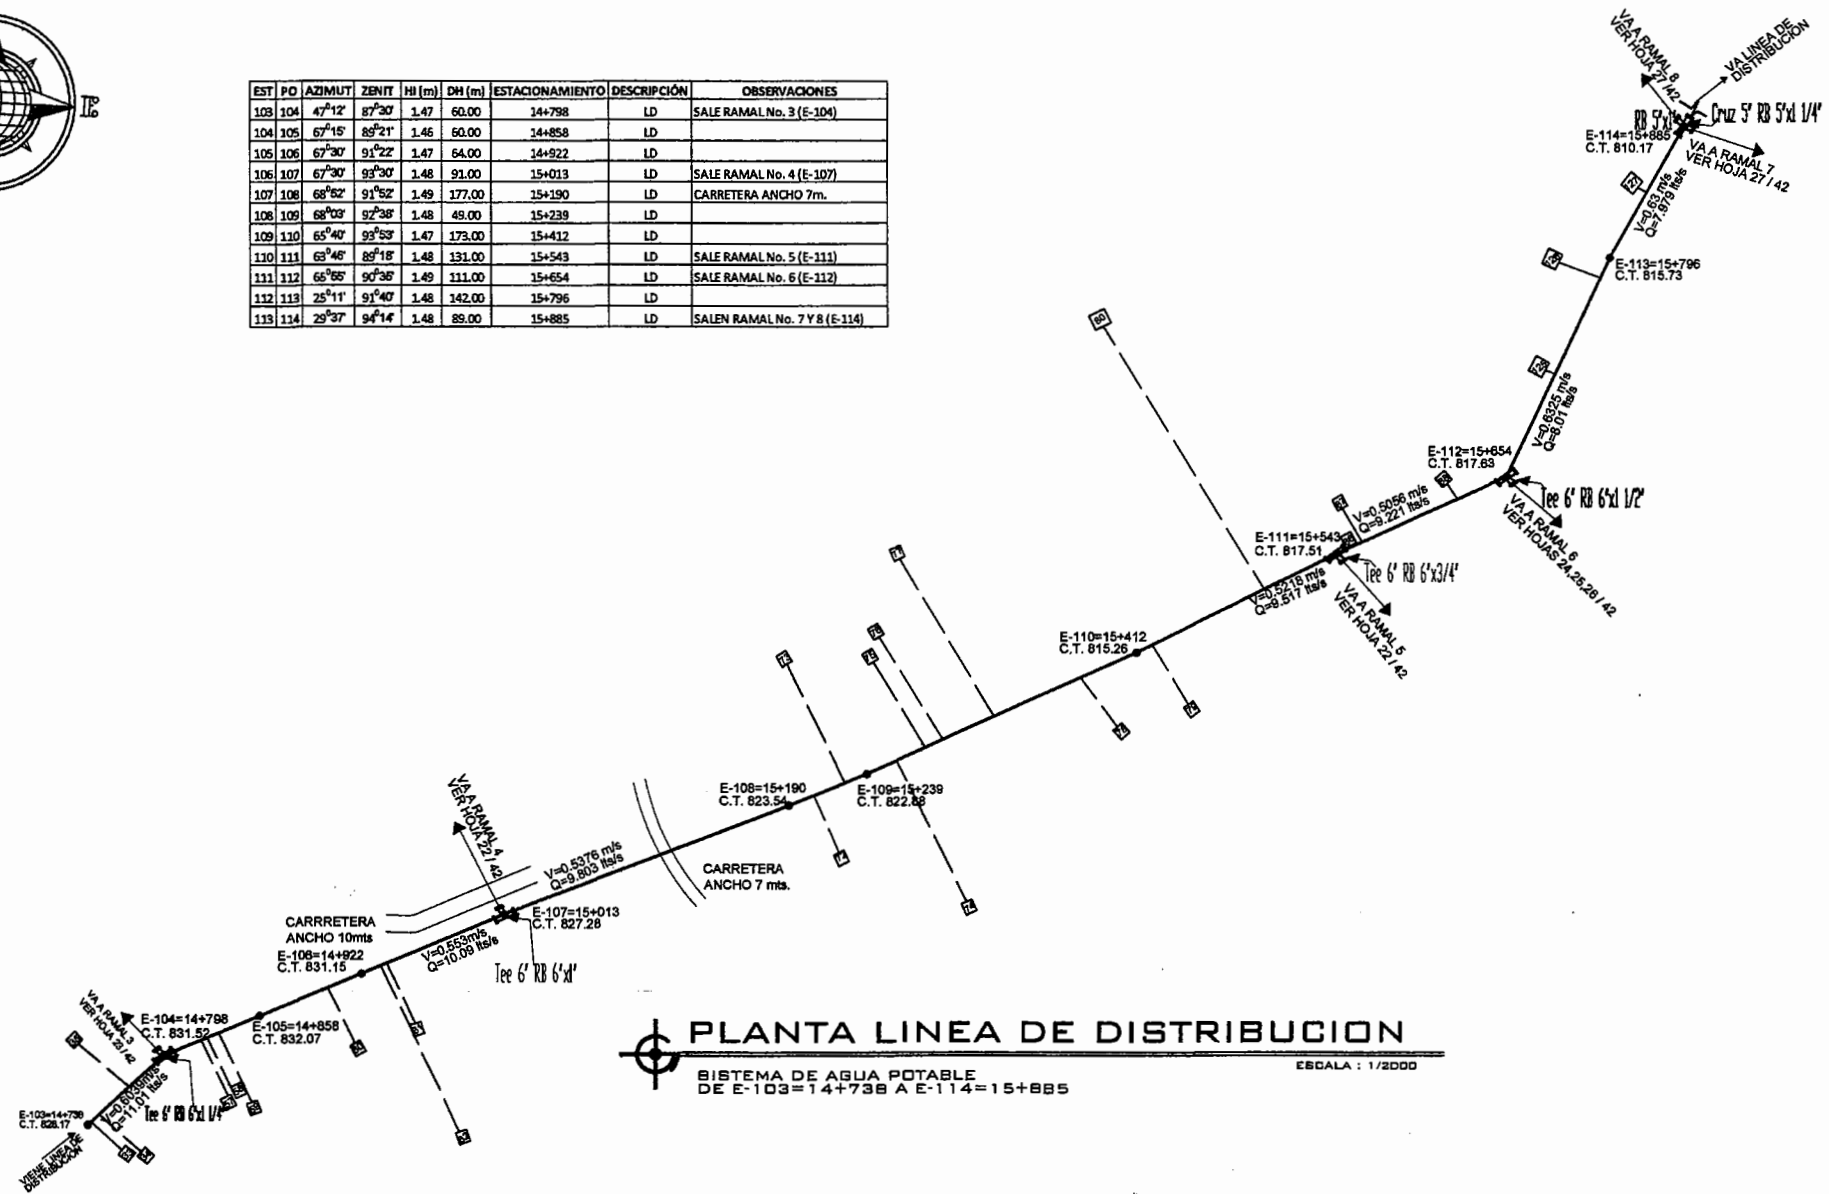 EST PO AZIMUT ZENIT HI (m) DH (m) ESTACIONAMIENTO DESCRIPCIÓN OBSERVACIONES
103 104 47°12' 87°30' 1.47 60.00 14+798 LD SALE RAMAL No. 3 (E-104)
104 105 67°15' 89°21' 1.46 60.00 14+858 LD
105 106 67°30' 91°22' 1.47 64.00 14+922 LD
106 107 67°30' 93°30' 1.48 91.00 15+013 LD SALE RAMAL No. 4 (E-107)
107 108 68°52' 91°52' 1.49 177.00 15+190 LD CARRETERA ANCHO 7m.
108 109 68°03' 92°38' 1.48 49.00 15+239 LD
109 110 65°40' 93°53' 1.47 173.00 15+412 LD
110 111 63°46' 89°18' 1.48 131.00 15+543 LD SALE RAMAL No. 5 (E-111)
111 112 65°55' 90°36' 1.49 111.00 15+654 LD SALE RAMAL No. 6 (E-112)
112 113 25°11' 91°40' 1.48 142.00 15+796 LD
113 114 29°37' 94°14' 1.48 89.00 15+885 LD SALEN RAMAL No. 7 Y 8 (E-114)
VA A RAMAL 8
VER HOJA 27 / 42
VA LINEA DE
DISTRIBUCION
RB 5"x1"
Cruz 5" RB 5"x1 1/4"
E-114=15+885
C.T. 810.17
VA A RAMAL 7
VER HOJA 27 / 42
V=0.63 m/s
Q=7.979 lts/s
E-113=15+796
C.T. 815.73
V=0.6325 m/s
Q=8.01 lts/s
E-112=15+654
C.T. 817.63
Tee 6" RB 6"x1 1/2"
VA A RAMAL 6
VER HOJAS 24,25,26 / 42
V=0.5056 m/s
Q=9.221 lts/s
E-111=15+543
C.T. 817.51
Tee 6" RB 6"x3/4"
VA A RAMAL 5
VER HOJA 22 / 42
V=0.5218 m/s
Q=9.517 lts/s
80
77
76
75
73
E-110=15+412
C.T. 815.26
E-108=15+190
C.T. 823.54
E-109=15+239
C.T. 822.88
VA A RAMAL 4
VER HOJA 22 / 42
V=0.5376 m/s
Q=9.803 lts/s
CARRETERA
ANCHO 7 mts.
CARRRETERA
ANCHO 10mts
E-107=15+013
C.T. 827.28
V=0.553m/s
Q=10.09 lts/s
Tee 6" RB 6"x1"
E-106=14+922
C.T. 831.15
VA A RAMAL 3
VER HOJA 23 / 42
E-104=14+798
C.T. 831.52
E-105=14+858
C.T. 832.07
V=0.6039m/s
Q=11.01 lts/s
Tee 6" RB 6"x1 1/4"
E-103=14+738
C.T. 828.17
VIENE LINEA DE
DISTRIBUCION
PLANTA LINEA DE DISTRIBUCION
SISTEMA DE AGUA POTABLE
ESCALA : 1/2000
DE E-103=14+738 A E-114=15+885